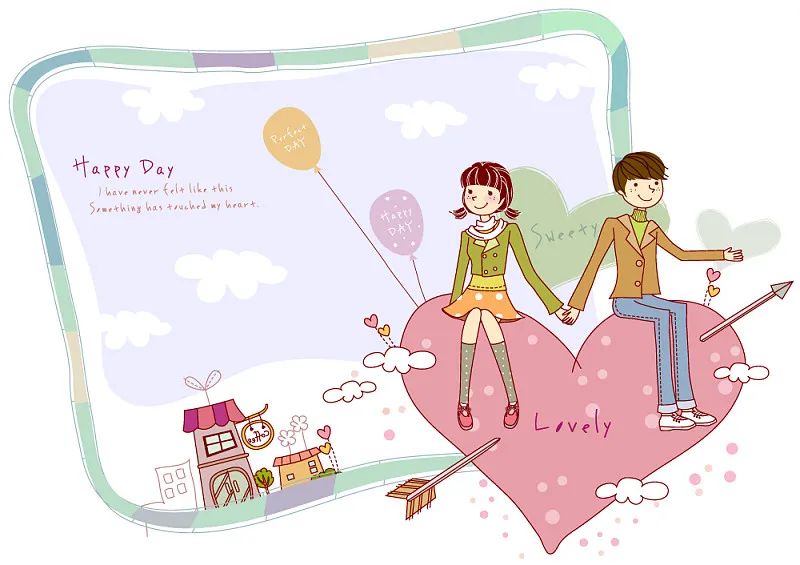 Happy Day
I have never felt like this
Something has touched my heart.
Perfect
DAY
Happy
DAY
Sweety
Lovely